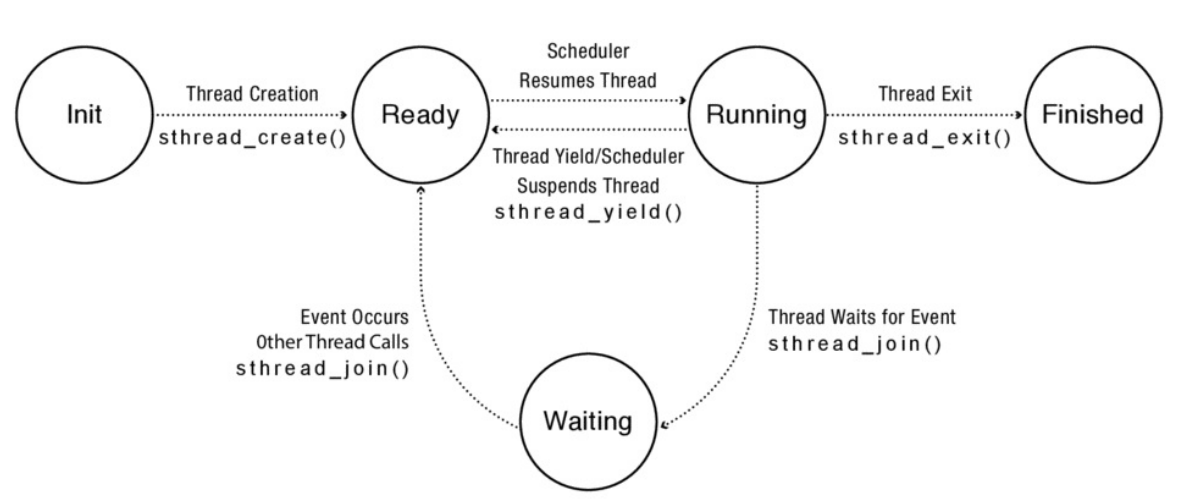 Init
Thread Creation
sthread_create()
Ready
Scheduler
Resumes Thread
Thread Yield/Scheduler
Suspends Thread
sthread_yield()
Running
Thread Exit
sthread_exit()
Finished
Event Occurs
Other Thread Calls
sthread_join()
Thread Waits for Event
sthread_join()
Waiting